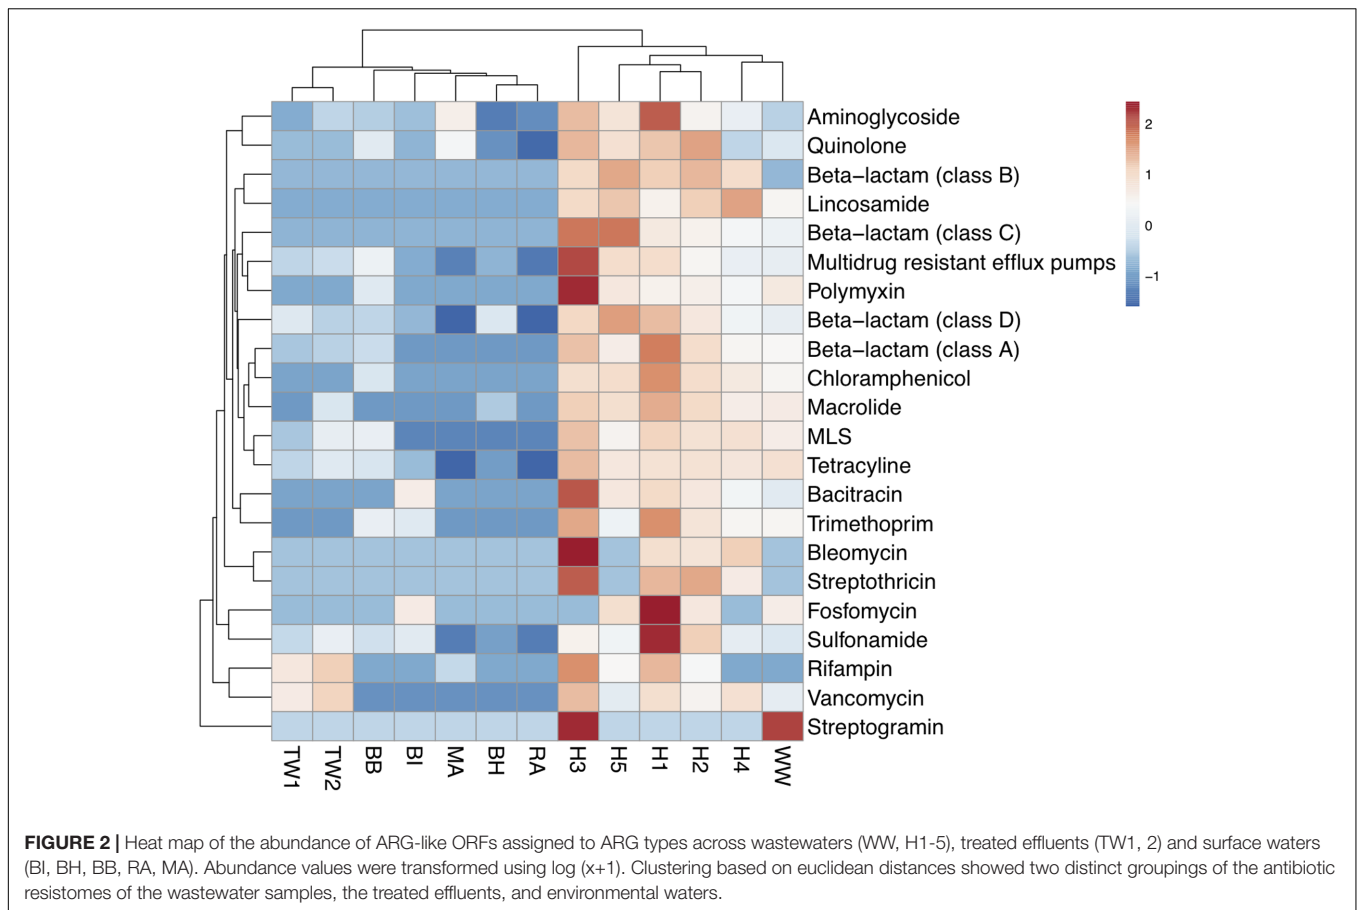 Aminoglycoside
Quinolone
Beta−lactam (class B)
Lincosamide
Beta−lactam (class C)
Multidrug resistant efflux pumps
Polymyxin
Beta−lactam (class D)
Beta−lactam (class A)
Chloramphenicol
Macrolide
MLS
Tetracyline
Bacitracin
Trimethoprim
Bleomycin
Streptothricin
Fosfomycin
Sulfonamide
Rifampin
Vancomycin
Streptogramin
2
1
0
−1
TW1
TW2
BB
BI
MA
BH
RA
H3
H5
H1
H2
H4
WW
FIGURE 2 | Heat map of the abundance of ARG-like ORFs assigned to ARG types across wastewaters (WW, H1-5), treated effluents (TW1, 2) and surface waters
(BI, BH, BB, RA, MA). Abundance values were transformed using log (x+1). Clustering based on euclidean distances showed two distinct groupings of the antibiotic
resistomes of the wastewater samples, the treated effluents, and environmental waters.